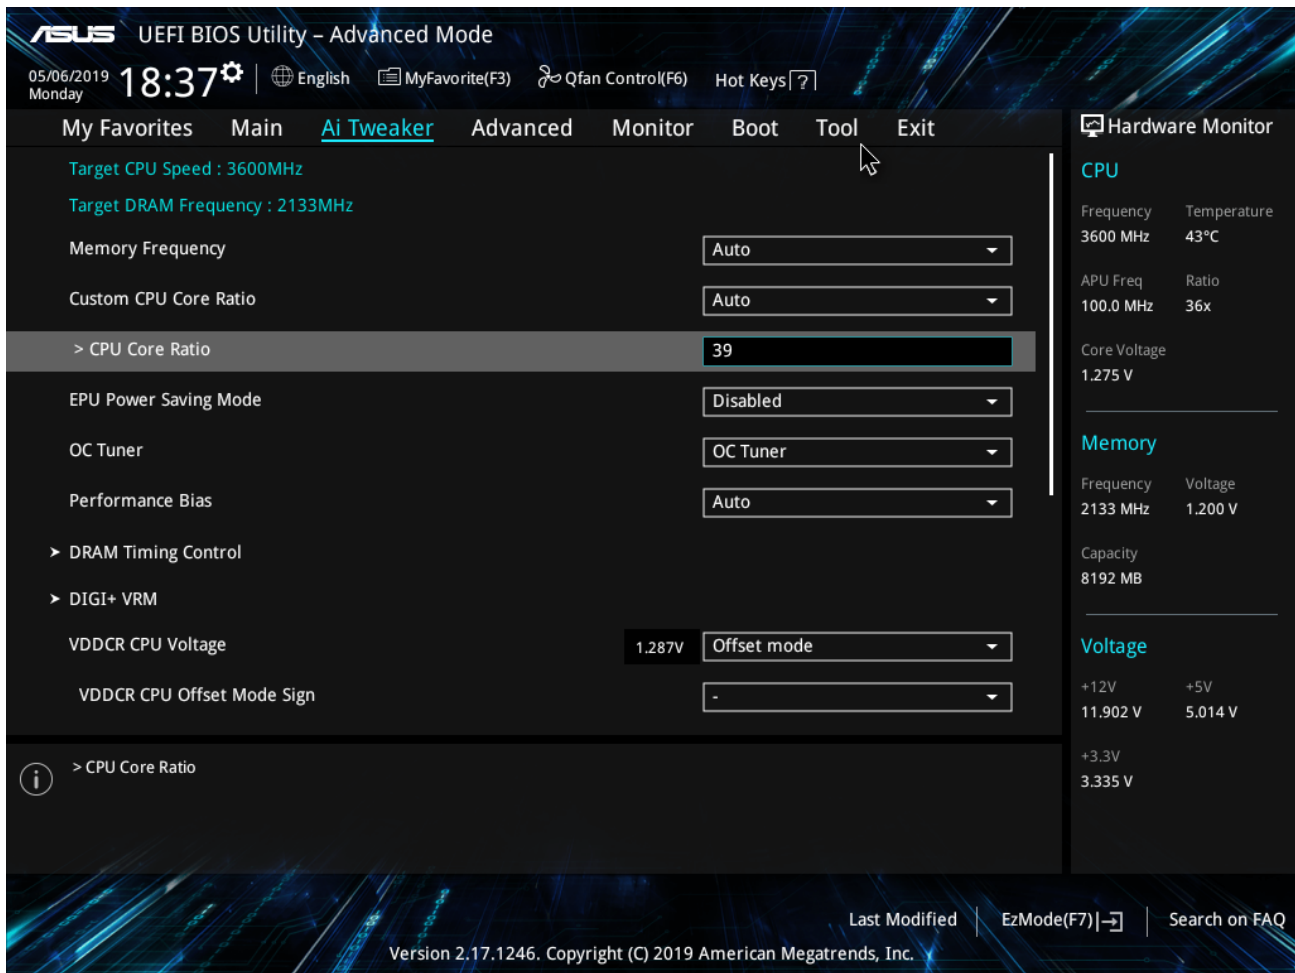 ASUS UEFI BIOS Utility – Advanced Mode
05/06/2019
Monday
18:37
English
MyFavorite(F3)
Qfan Control(F6)
Hot Keys ?
My Favorites Main Ai Tweaker Advanced Monitor Boot Tool Exit
Target CPU Speed : 3600MHz
Target DRAM Frequency : 2133MHz
Memory Frequency Auto
Custom CPU Core Ratio Auto
> CPU Core Ratio 39
EPU Power Saving Mode Disabled
OC Tuner OC Tuner
Performance Bias Auto
DRAM Timing Control
DIGI+ VRM
VDDCR CPU Voltage 1.287V Offset mode
VDDCR CPU Offset Mode Sign -
> CPU Core Ratio
Hardware Monitor
CPU
Frequency Temperature
3600 MHz 43°C
APU Freq Ratio
100.0 MHz 36x
Core Voltage
1.275 V
Memory
Frequency Voltage
2133 MHz 1.200 V
Capacity
8192 MB
Voltage
+12V +5V
11.902 V 5.014 V
+3.3V
3.335 V
Last Modified EzMode(F7) Search on FAQ
Version 2.17.1246. Copyright (C) 2019 American Megatrends, Inc.